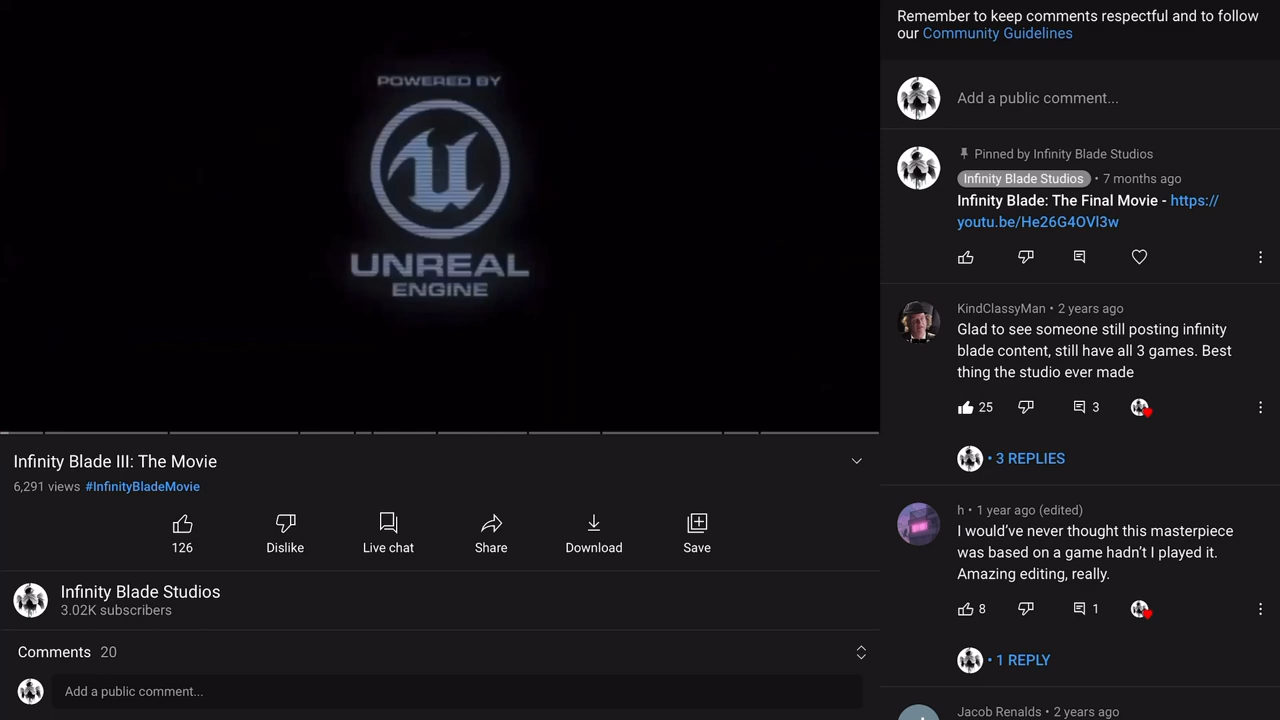 POWERED BY
UNREAL
ENGINE
Infinity Blade III: The Movie
6,291 views #InfinityBladeMovie
126
Dislike
Live chat
Share
Download
Save
Infinity Blade Studios
3.02K subscribers
Comments 20
Add a public comment...
Remember to keep comments respectful and to follow
our Community Guidelines
Add a public comment...
Pinned by Infinity Blade Studios
Infinity Blade Studios • 7 months ago
Infinity Blade: The Final Movie - https://
youtu.be/He26G4OVl3w
KindClassyMan • 2 years ago
Glad to see someone still posting infinity
blade content, still have all 3 games. Best
thing the studio ever made
25
3
• 3 REPLIES
h • 1 year ago (edited)
I would’ve never thought this masterpiece
was based on a game hadn’t I played it.
Amazing editing, really.
8
1
• 1 REPLY
Jacob Renalds • 2 years ago